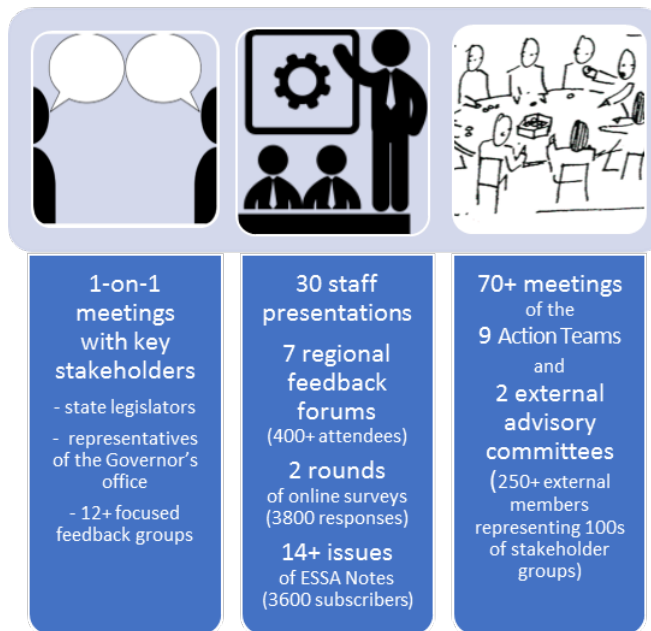 1-on-1
meetings
with key
stakeholders
- state legislators
- representatives
of the Governor's
office
- 12+ focused
feedback groups
30 staff
presentations
7 regional
feedback
forums
(400+ attendees)
2 rounds
of online surveys
(3800 responses)
14+ issues
of ESSA Notes
(3600 subscribers)
70+ meetings
of the
9 Action Teams
and
2 external
advisory
committees
(250+ external
members
representing 100s
of stakeholder
groups)